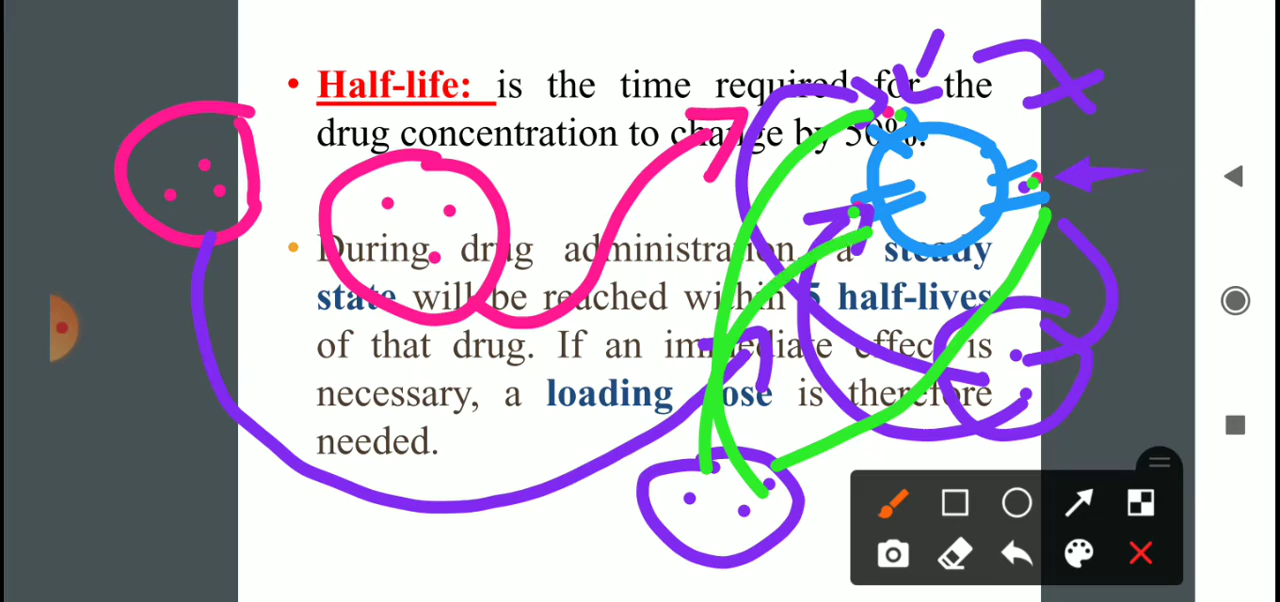 • Half-life: is the time required for the
drug concentration to change by 50%.
• During drug administration, a steady
state will be reached within 5 half-lives
of that drug. If an immediate effect is
necessary, a loading dose is therefore
needed.